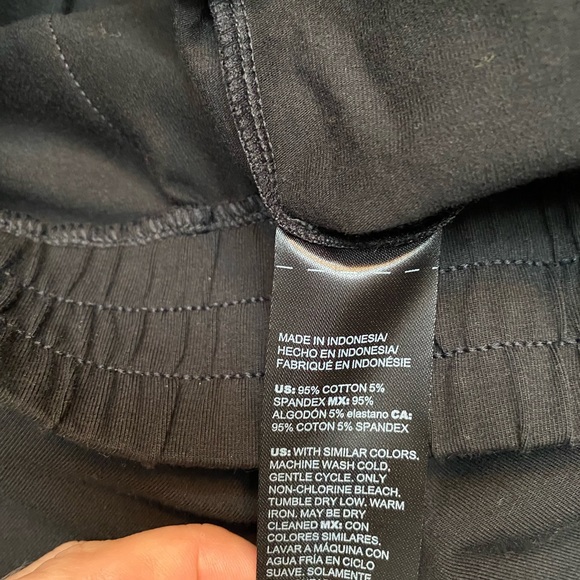 MADE IN INDONESIA/
HECHO EN INDONESIA/
FABRIQUÉ EN INDONÉSIE
US: 95% COTTON 5%
SPANDEX MX: 95%
ALGODÓN 5% elastano CA:
95% COTON 5% SPANDEX
US: WITH SIMILAR COLORS.
MACHINE WASH COLD,
GENTLE CYCLE. ONLY
NON-CHLORINE BLEACH.
TUMBLE DRY LOW. WARM
IRON. MAY BE DRY
CLEANED MX: CON
COLORES SIMILARES.
LAVAR A MÁQUINA CON
AGUA FRÍA EN CICLO
SUAVE. SOLAMENTE